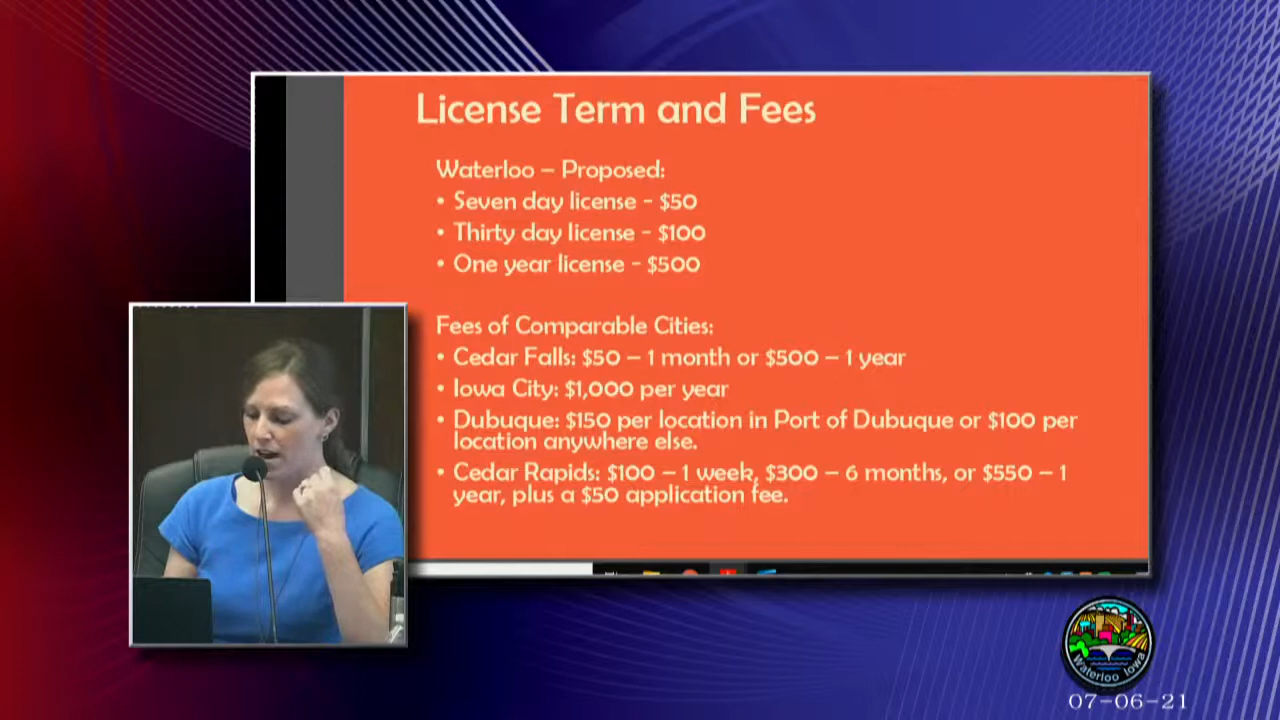 License Term and Fees
Waterloo – Proposed:
• Seven day license - $50
• Thirty day license - $100
• One year license - $500
Fees of Comparable Cities:
• Cedar Falls: $50 – 1 month or $500 – 1 year
• Iowa City: $1,000 per year
• Dubuque: $150 per location in Port of Dubuque or $100 per
location anywhere else.
• Cedar Rapids: $100 – 1 week, $300 – 6 months, or $550 – 1
year, plus a $50 application fee.
Waterloo Iowa
07-06-21